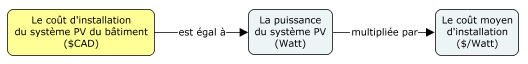 Le coût d'installation
du système PV du bâtiment
($CAD)
est égal à
La puissance
du système PV
(Watt)
multipliée par
Le coût moyen
d'installation
($/Watt)